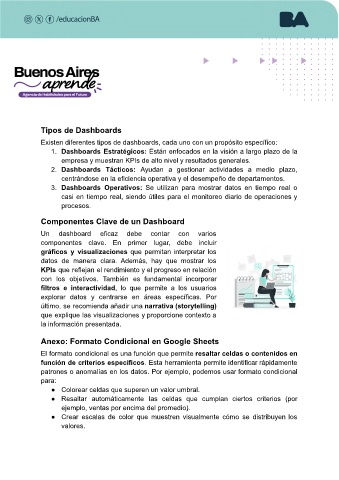 /educacionBA
BA
Buenos Aires
aprende
Agencia de Habilidades para el Futuro
Tipos de Dashboards
Existen diferentes tipos de dashboards, cada uno con un propósito específico:
1. Dashboards Estratégicos: Están enfocados en la visión a largo plazo de la
empresa y muestran KPIs de alto nivel y resultados generales.
2. Dashboards Tácticos: Ayudan a gestionar actividades a medio plazo,
centrándose en la eficiencia operativa y el desempeño de departamentos.
3. Dashboards Operativos: Se utilizan para mostrar datos en tiempo real o
casi en tiempo real, siendo útiles para el monitoreo diario de operaciones y
procesos.
Componentes Clave de un Dashboard
Un dashboard eficaz debe contar con varios
componentes clave. En primer lugar, debe incluir
gráficos y visualizaciones que permitan interpretar los
datos de manera clara. Además, hay que mostrar los
KPIs que reflejan el rendimiento y el progreso en relación
con los objetivos. También es fundamental incorporar
filtros e interactividad, lo que permite a los usuarios
explorar datos y centrarse en áreas específicas. Por
último, se recomienda añadir una narrativa (storytelling)
que explique las visualizaciones y proporcione contexto a
la información presentada.
Anexo: Formato Condicional en Google Sheets
El formato condicional es una función que permite resaltar celdas o contenidos en
función de criterios específicos. Esta herramienta permite identificar rápidamente
patrones o anomalías en los datos. Por ejemplo, podemos usar formato condicional
para:
● Colorear celdas que superen un valor umbral.
● Resaltar automáticamente las celdas que cumplan ciertos criterios (por
ejemplo, ventas por encima del promedio).
● Crear escalas de color que muestren visualmente cómo se distribuyen los
valores.